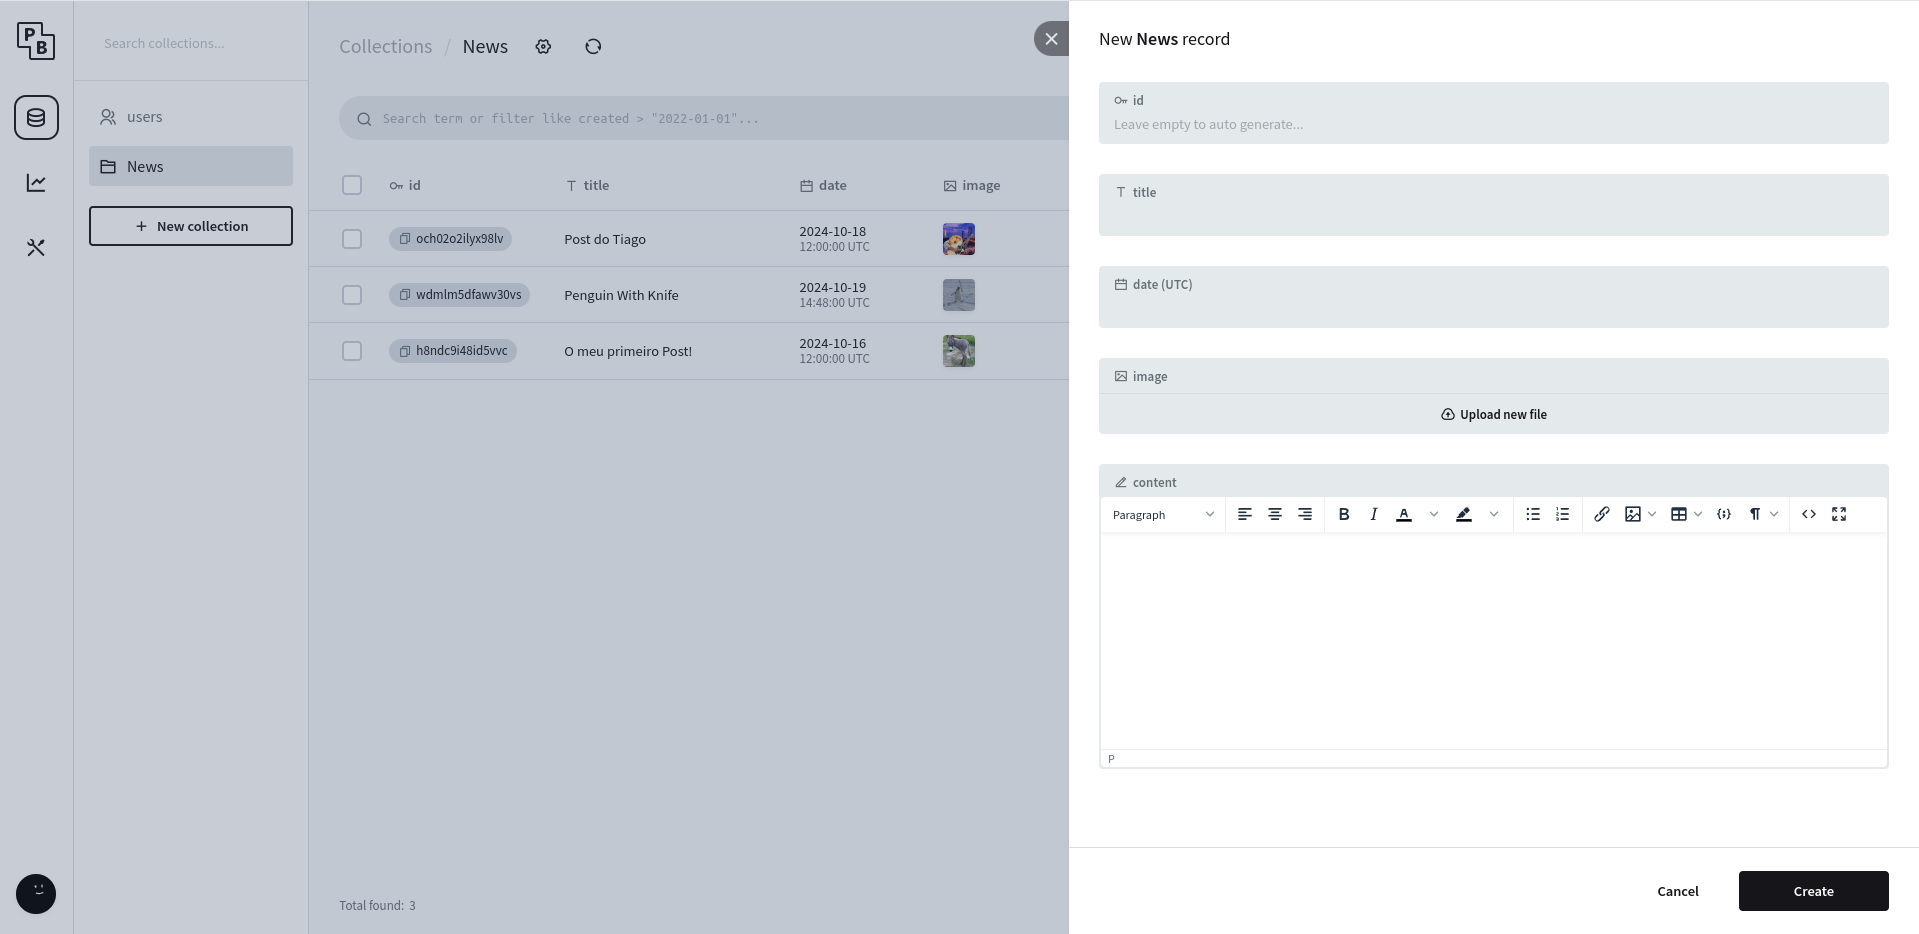 PB
Search collections...
users
News
New collection
Collections / News
Search term or filter like created > "2022-01-01"...
id title date image
och02o2ilyx98lv Post do Tiago 2024-10-18
12:00:00 UTC
wdmlm5dfawv30vs Penguin With Knife 2024-10-19
14:48:00 UTC
h8ndc9i48id5vvc O meu primeiro Post! 2024-10-16
12:00:00 UTC
Total found: 3
New News record
id
Leave empty to auto generate...
title
date (UTC)
image
Upload new file
content
Paragraph B I A
P
Cancel Create